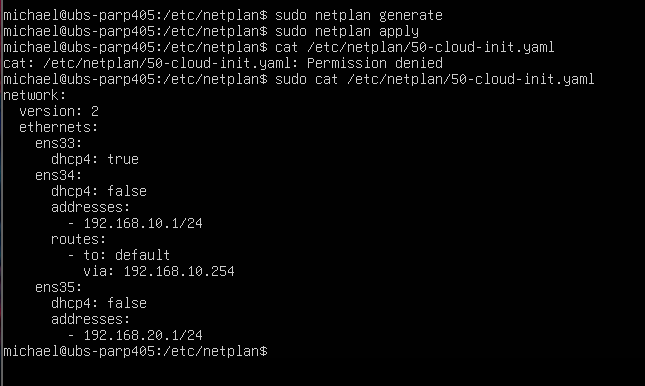 michael@ubs-parp405:/etc/netplan$ sudo netplan generate
michael@ubs-parp405:/etc/netplan$ sudo netplan apply
michael@ubs-parp405:/etc/netplan$ cat /etc/netplan/50-cloud-init.yaml
cat: /etc/netplan/50-cloud-init.yaml: Permission denied
michael@ubs-parp405:/etc/netplan$ sudo cat /etc/netplan/50-cloud-init.yaml
network:
  version: 2
  ethernets:
    ens33:
      dhcp4: true
    ens34:
      dhcp4: false
      addresses:
        - 192.168.10.1/24
      routes:
        - to: default
          via: 192.168.10.254
    ens35:
      dhcp4: false
      addresses:
        - 192.168.20.1/24
michael@ubs-parp405:/etc/netplan$